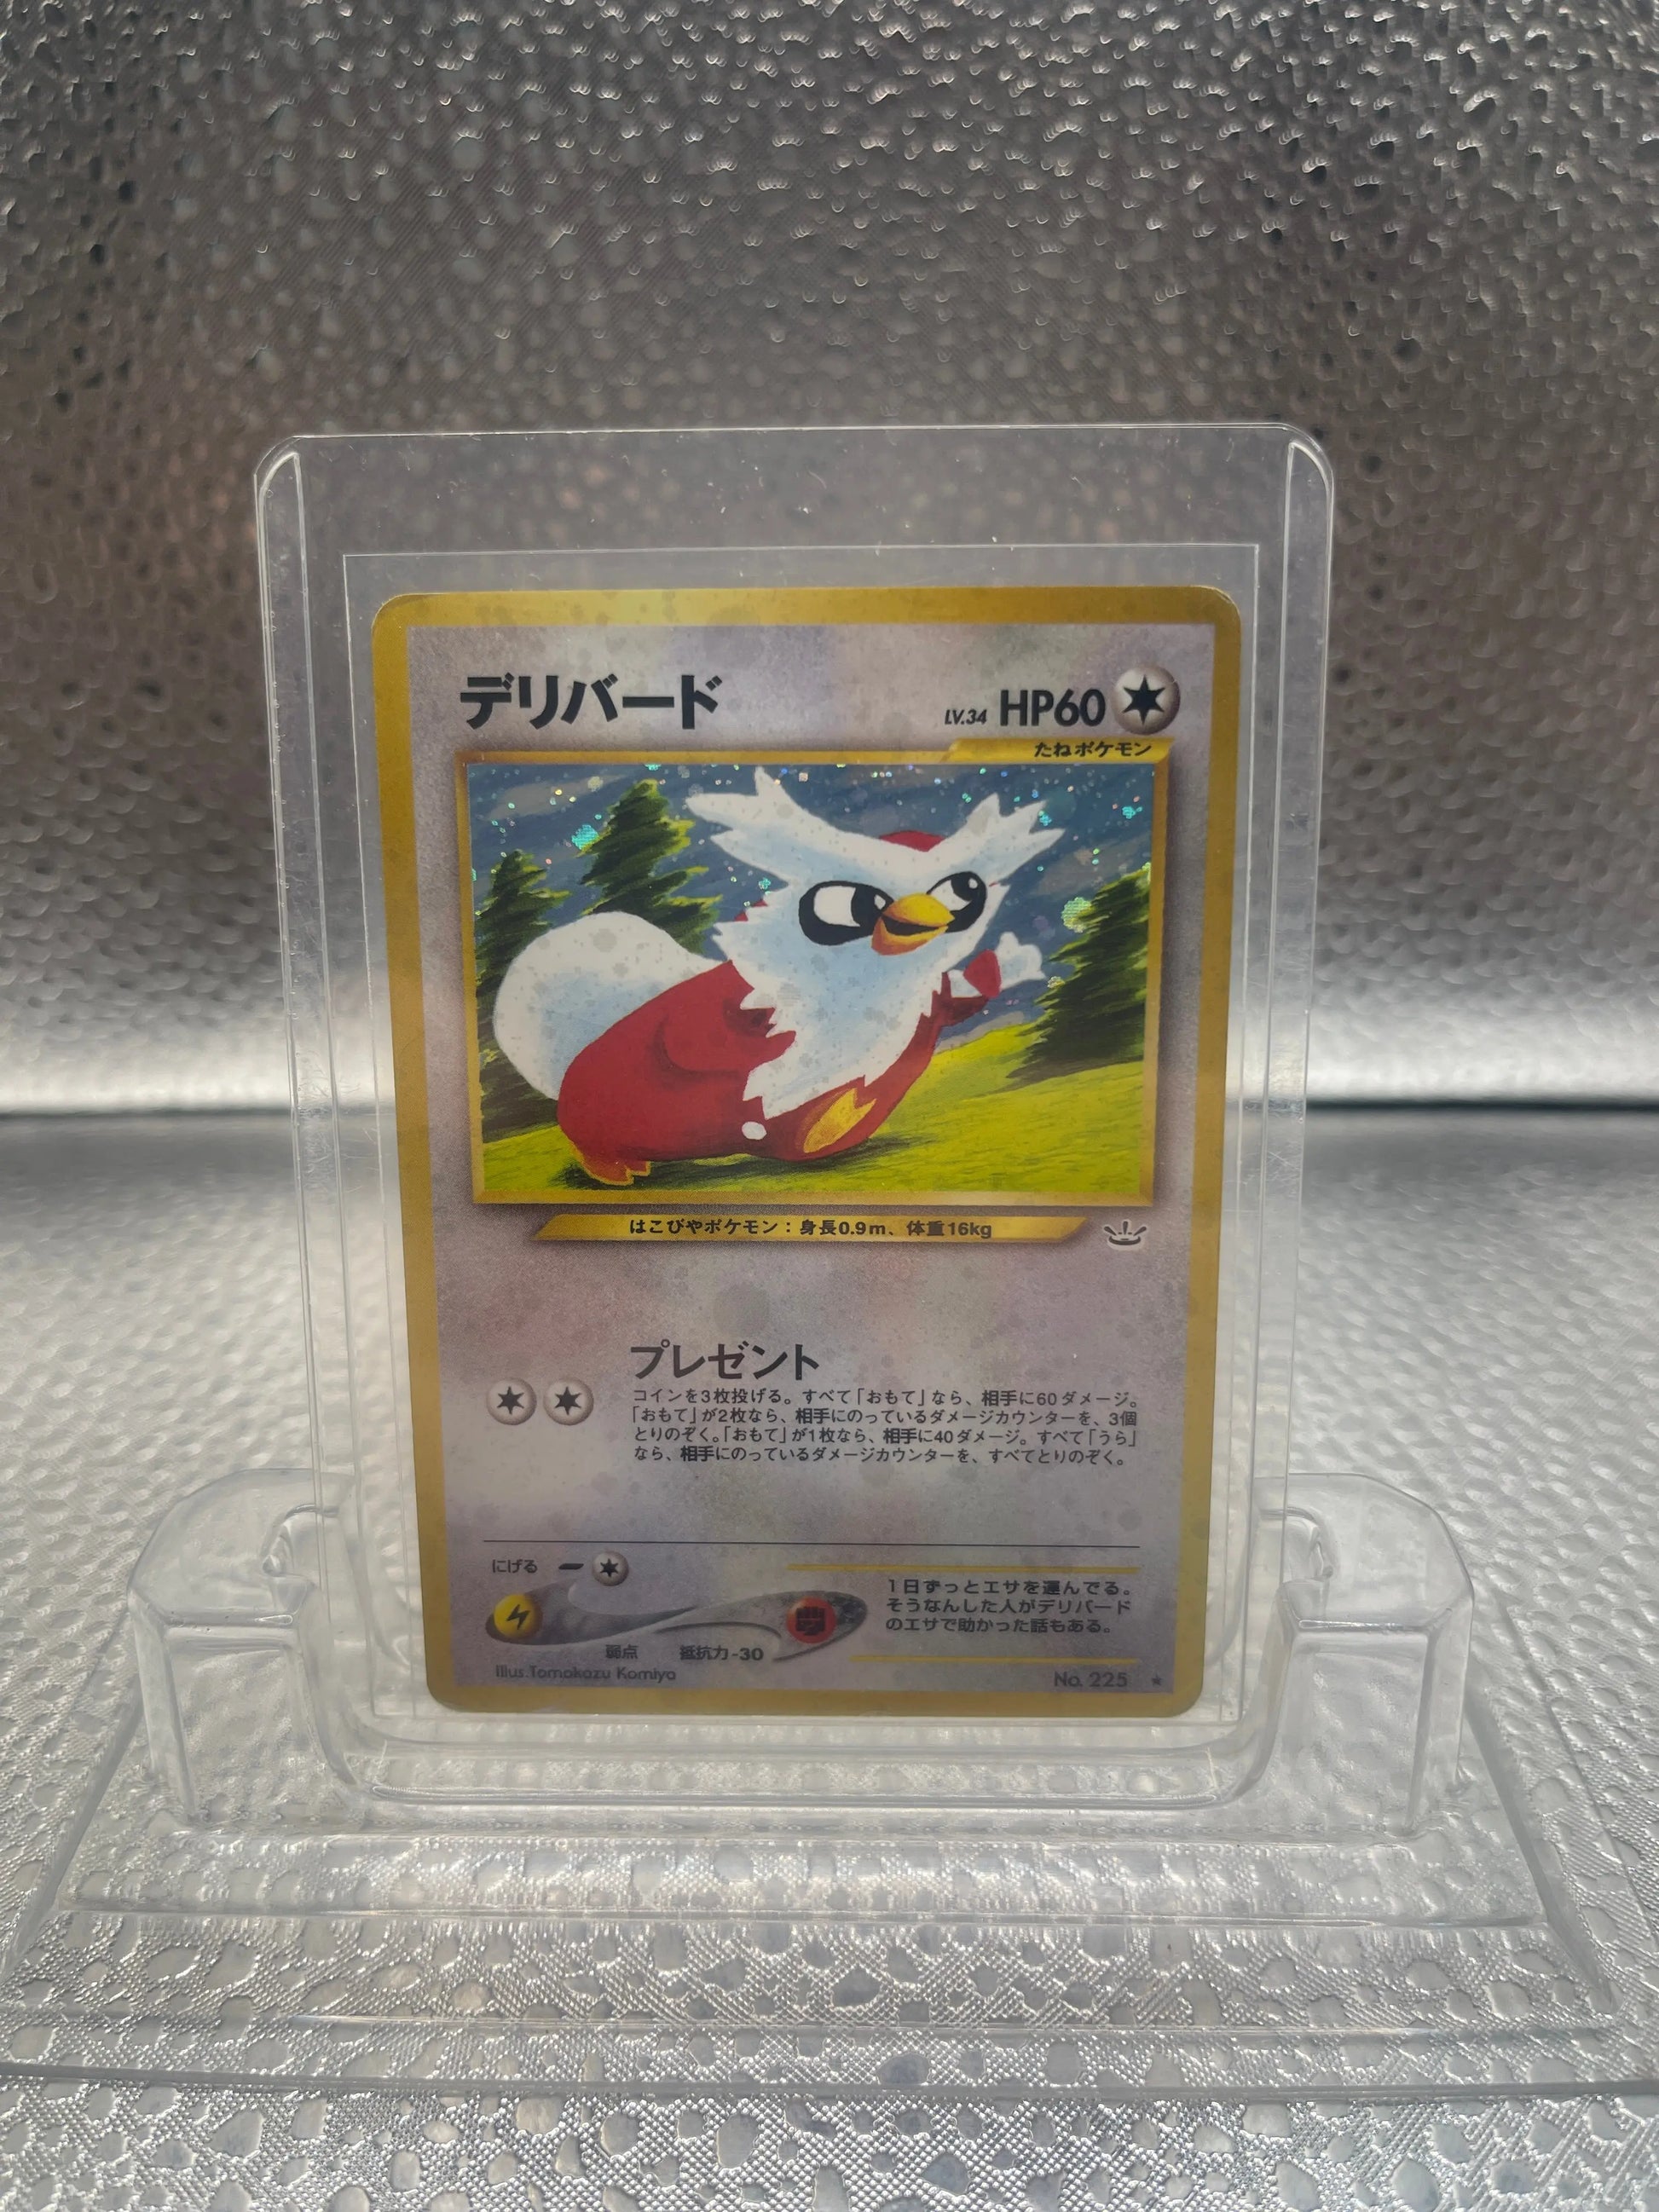 デリバード
LV.34 HP60
たねポケモン
はこびやポケモン：身長0.9m、体重16kg
プレゼント
コインを3枚投げる。すべて「おもて」なら、相手に60ダメージ。
「おもて」が2枚なら、相手にのっているダメージカウンターを、3個
とりのぞく。「おもて」が1枚なら、相手に40ダメージ。すべて「うら」
なら、相手にのっているダメージカウンターを、すべてとりのぞく。
にげる
弱点 抵抗力-30
1日ずっとエサを運んでる。
そうなんした人がデリバード
のエサで助かった話もある。
Illus.Tomokazu Komiya
No. 225 ★